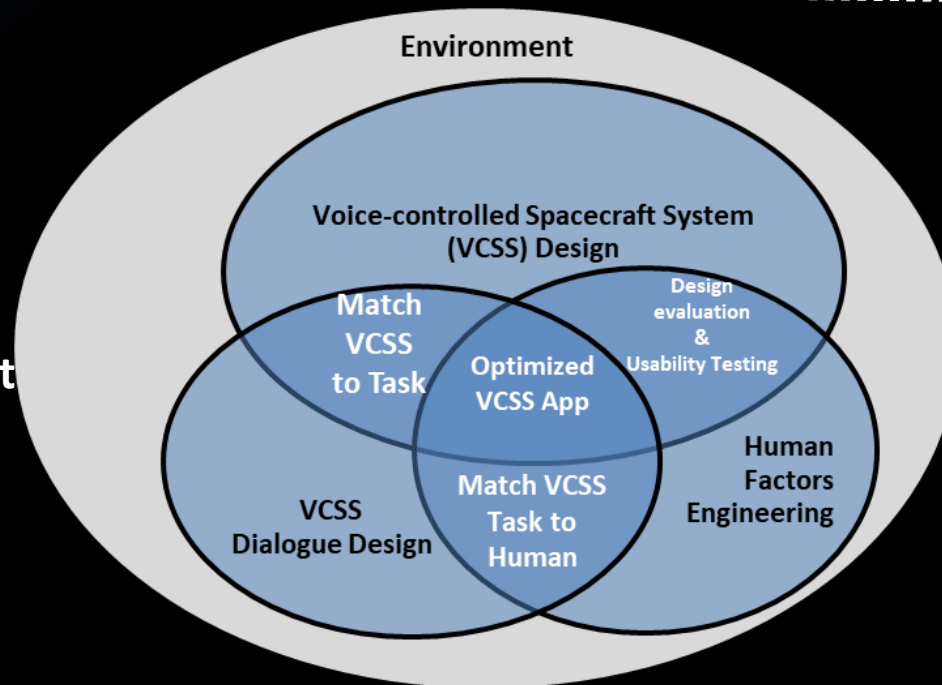 Environment
Voice-controlled Spacecraft System
(VCSS) Design
Match
VCSS
to Task
Design
evaluation
&
Usability Testing
Optimized
VCSS App
t
Human
Factors
Engineering
Match VCSS
Task to
Human
VCSS
Dialogue Design